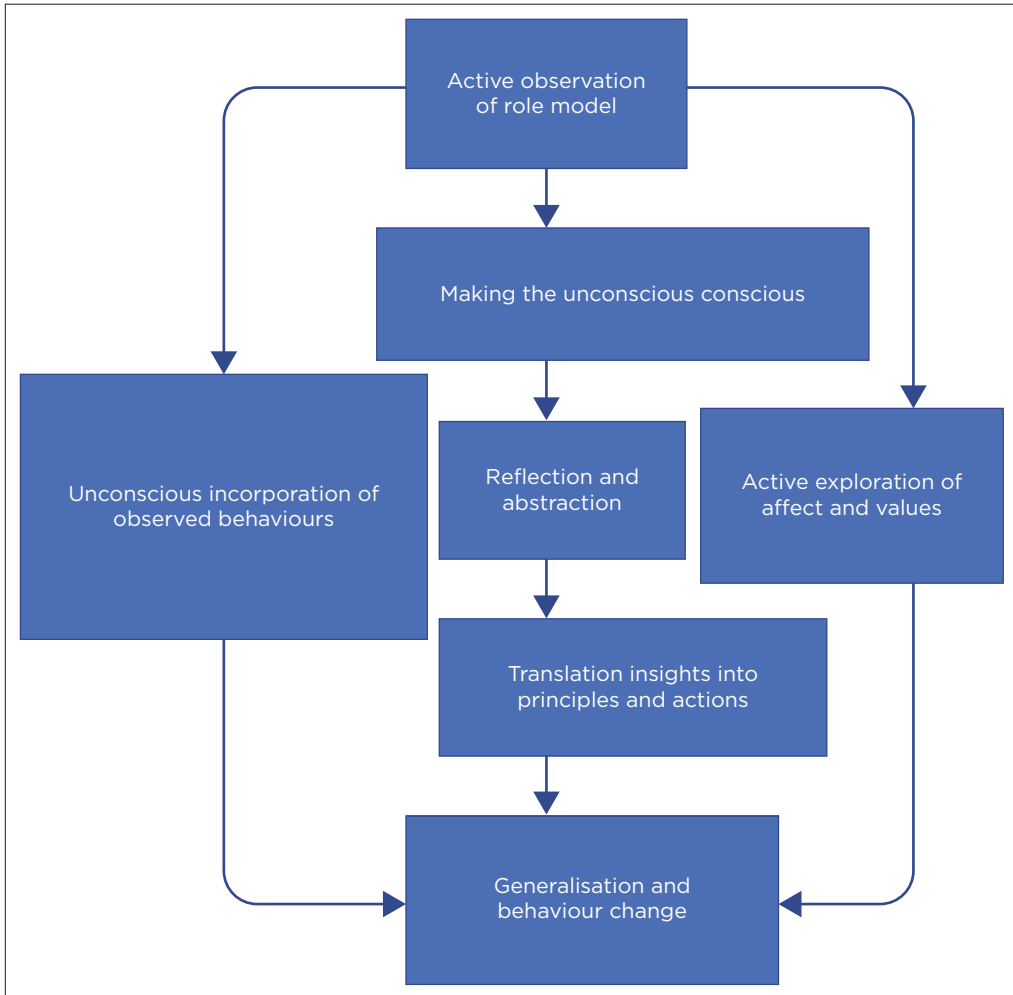 Active observation
of role model
Making the unconscious conscious
Unconscious incorporation of
observed behaviours
Reflection and
abstraction
Active exploration of
affect and values
Translation insights into
principles and actions
Generalisation and
behaviour change